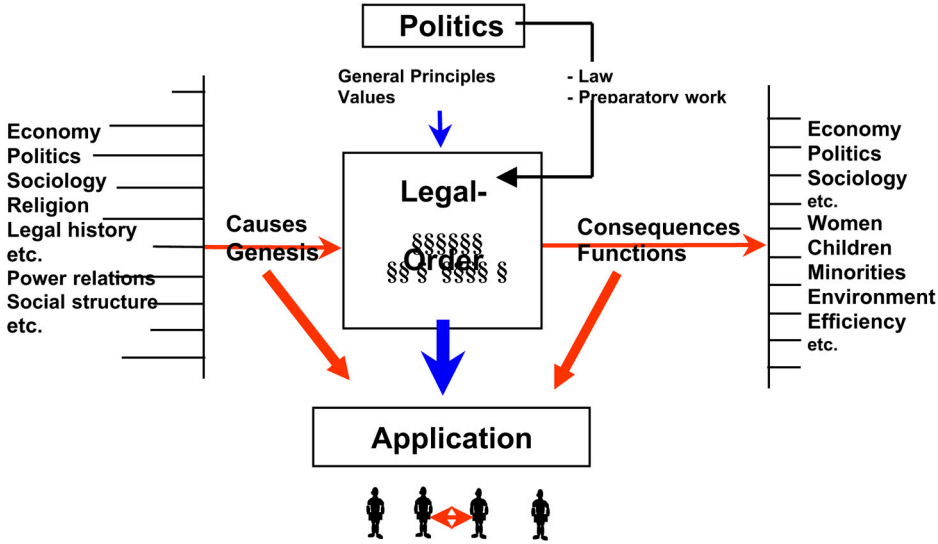 Politics
General Principles
Values
- Law
- Preparatory work
Economy
Politics
Sociology
Religion
Legal history
etc.
Power relations
Social structure
etc.
Causes
Genesis
Legal-
§§§§§§
Order
§§ § §§§§ §
Consequences
Functions
Economy
Politics
Sociology
etc.
Women
Children
Minorities
Environment
Efficiency
etc.
Application